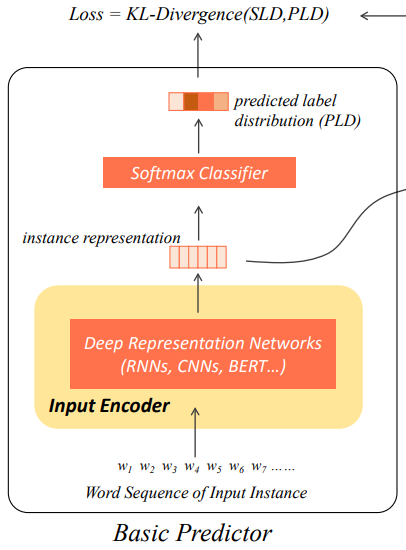 Loss = KL-Divergence(SLD,PLD)
predicted label
distribution (PLD)
Softmax Classifier
instance representation
Deep Representation Networks
(RNNs, CNNs, BERT…)
Input Encoder
w1 w2 w3 w4 w5 w6 w7 ……
Word Sequence of Input Instance
Basic Predictor